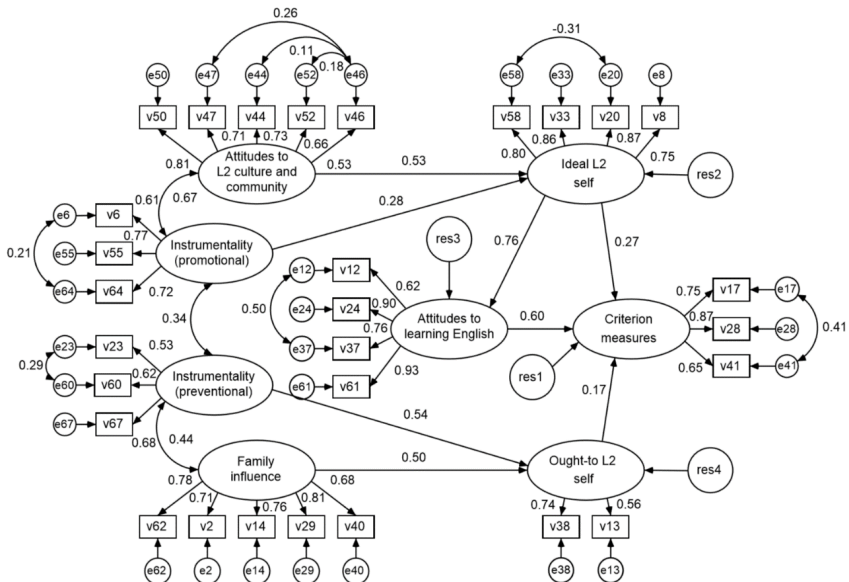 0.26
-0.31
0.11
0.18
e50
e47
e44
e52
e46
e58
e33
e20
e8
v50
v47
v44
v52
v46
v58
v33
v20
v8
0.71
0.73
0.66
0.86
0.87
0.81
Attitudes to
L2 culture and
community
0.53
0.53
0.80
Ideal L2
self
0.75
res2
0.61
0.67
e6
v6
0.28
0.77
Instrumentality
(promotional)
res3
0.76
0.27
0.21
e55
v55
e64
v64
0.72
e12
v12
0.62
0.50
e24
v24
0.90
0.76
e37
v37
Attitudes to
learning English
0.60
Criterion
measures
0.75
v17
e17
0.87
v28
e28
0.41
0.65
v41
e41
0.34
e61
v61
0.93
res1
0.17
e23
v23
0.53
0.29
e60
v60
0.62
Instrumentality
(preventional)
e67
v67
0.68
0.44
0.54
Family
influence
0.50
Ought-to L2
self
res4
0.78
0.71
0.76
0.81
0.68
0.74
0.56
v62
v2
v14
v29
v40
v38
v13
e62
e2
e14
e29
e40
e38
e13